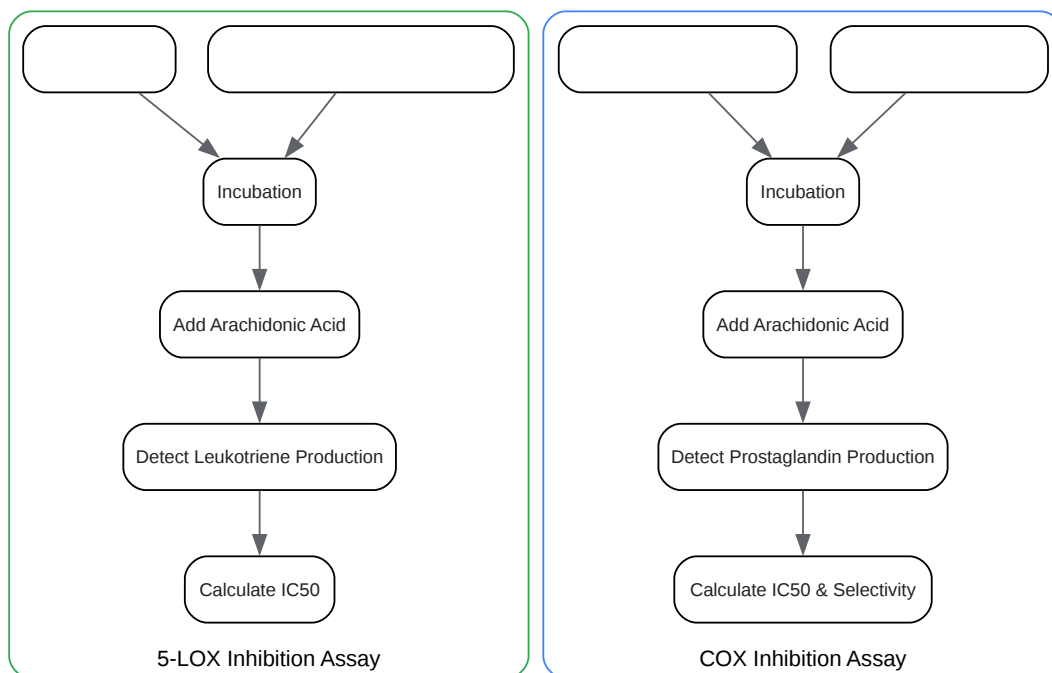 Incubation
Add Arachidonic Acid
Detect Leukotriene Production
Calculate IC50
5-LOX Inhibition Assay
Incubation
Add Arachidonic Acid
Detect Prostaglandin Production
Calculate IC50 & Selectivity
COX Inhibition Assay